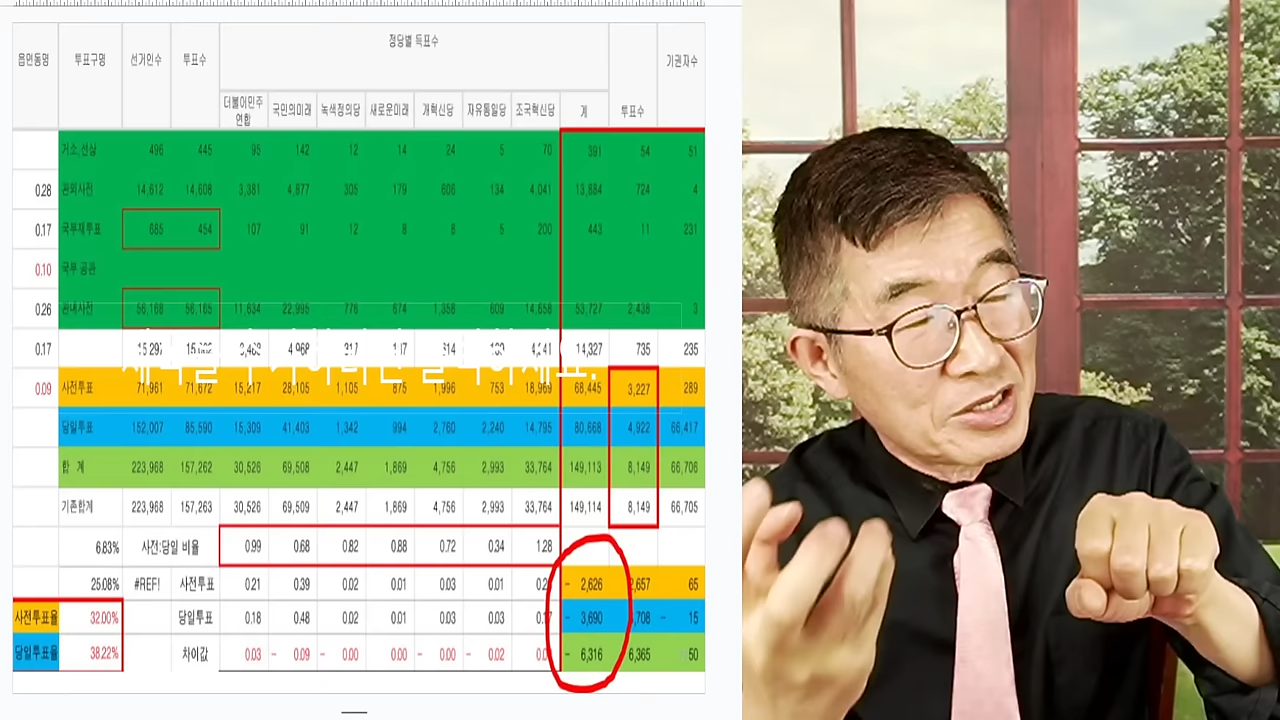 정당별 득표수
읍면동명 투표구명 선거인수 투표수 기권자수
더불어민주연합 국민의미래 녹색정의당 새로운미래 개혁신당 자유통일당 조국혁신당 계 투표수
거소,선상 496 445 95 142 12 14 24 5 70 391 54 51
0.28 관외사전 14,612 14,608 3,381 4,877 305 179 606 134 4,041 13,884 724 4
0.17 국부재투표 685 454 107 91 12 8 8 5 200 443 11 231
0.10 국부 공관
0.26 관내사전 56,168 56,165 11,634 22,995 776 674 1,358 609 14,658 53,727 2,438 3
0.17 14,327 735 235
0.09 사전투표 71,961 71,672 15,217 28,105 1,105 875 1,996 753 18,969 68,445 3,227 289
당일투표 152,007 85,590 15,309 41,403 1,342 994 2,760 2,240 14,795 80,668 4,922 66,417
합 계 223,968 157,262 30,526 69,508 2,447 1,869 4,756 2,993 33,764 149,113 8,149 66,706
기존합계 223,968 157,263 30,526 69,509 2,447 1,869 4,756 2,993 33,764 149,114 8,149 66,705
6.83% 사전:당일 비율 0.99 0.68 0.82 0.88 0.72 0.34 1.28
25.08% #REF! 사전투표 0.21 0.39 0.02 0.01 0.03 0.01 - 2,626 2,657 65
사전투표율 32.00% 당일투표 0.18 0.48 0.02 0.01 0.03 0.03 0.17 - 3,690 - 15
당일투표율 38.22% 차이값 0.03 - 0.09 - 0.00 0.00 - 0.00 - 0.02 - 6,316 6,365 50